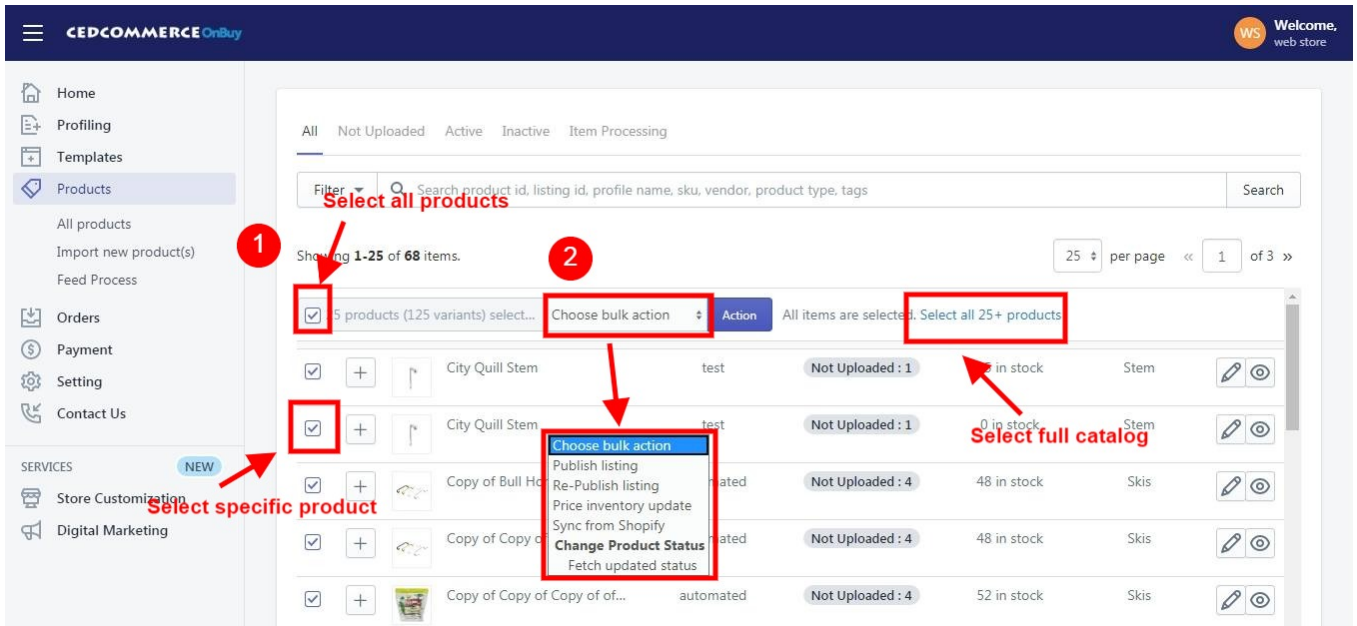 CEDCOMMERCE OnBuy
WS
Welcome,
web store
Home
Profiling
Templates
Products
All products
Import new product(s)
Feed Process
Orders
Payment
Setting
Contact Us
SERVICES NEW
Store Customization
Digital Marketing
All Not Uploaded Active Inactive Item Processing
Filter Search product id, listing id, profile name, sku, vendor, product type, tags Search
Select all products
1
Showing 1-25 of 68 items.
2
25 per page « 1 of 3 »
products (125 variants) select... Choose bulk action Action All items are selected. Select all 25+ products
City Quill Stem test Not Uploaded : 1 in stock Stem
City Quill Stem test Not Uploaded : 1 0 in stock Stem
Select full catalog
Choose bulk action
Publish listing
Re-Publish listing
Price inventory update
Sync from Shopify
Change Product Status
Fetch updated status
Select specific product
Copy of Bull Not Uploaded : 4 48 in stock Skis
Copy of Copy Not Uploaded : 4 48 in stock Skis
Copy of Copy of Copy of of... automated Not Uploaded : 4 52 in stock Skis